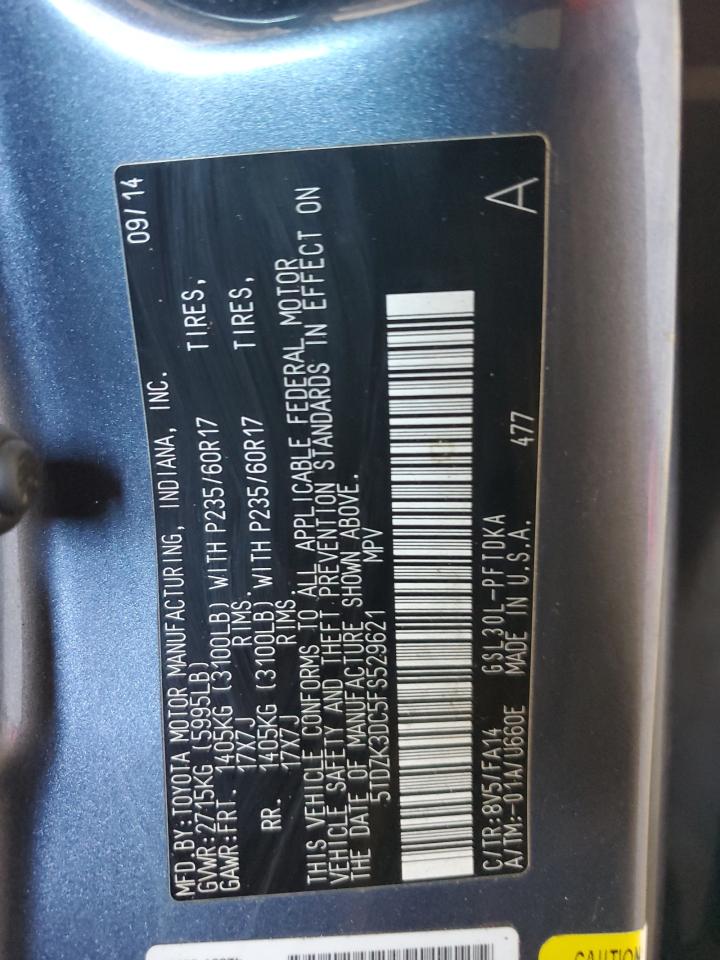 MFD.BY:TOYOTA MOTOR MANUFACTURING, INDIANA, INC. 09/14
GVWR:2715KG (5995LB)
GAWR:FRT. 1405KG (3100LB) WITH P235/60R17 TIRES,
17X7J RIMS.
RR. 1405KG (3100LB) WITH P235/60R17 TIRES,
17X7J RIMS.
THIS VEHICLE CONFORMS TO ALL APPLICABLE FEDERAL MOTOR
VEHICLE SAFETY AND THEFT PREVENTION STANDARDS IN EFFECT ON
THE DATE OF MANUFACTURE SHOWN ABOVE.
5TDZK3DC5FS529621 MPV
C/TR:8V5/FA14 GSL30L-PFTDKA
A/TM:-01A/U660E MADE IN U.S.A. 477 A
CAUTION